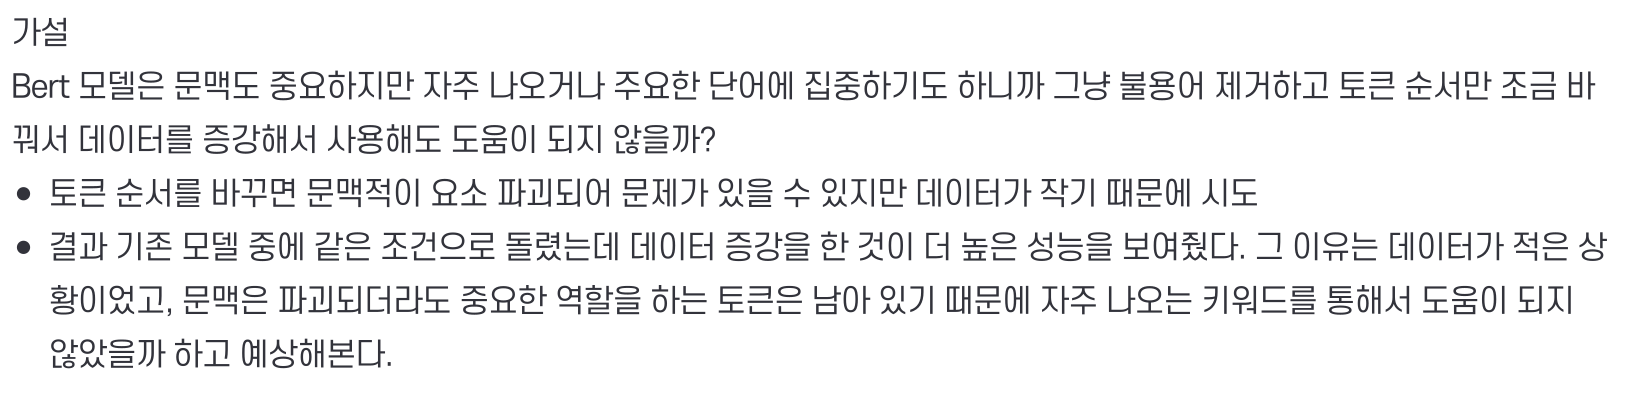 가설
Bert 모델은 문맥도 중요하지만 자주 나오거나 주요한 단어에 집중하기도 하니까 그냥 불용어 제거하고 토큰 순서만 조금 바
꿔서 데이터를 증강해서 사용해도 도움이 되지 않을까?
• 토큰 순서를 바꾸면 문맥적이 요소 파괴되어 문제가 있을 수 있지만 데이터가 작기 때문에 시도
• 결과 기존 모델 중에 같은 조건으로 돌렸는데 데이터 증강을 한 것이 더 높은 성능을 보여줬다. 그 이유는 데이터가 적은 상
황이었고, 문맥은 파괴되더라도 중요한 역할을 하는 토큰은 남아 있기 때문에 자주 나오는 키워드를 통해서 도움이 되지
않았을까 하고 예상해본다.